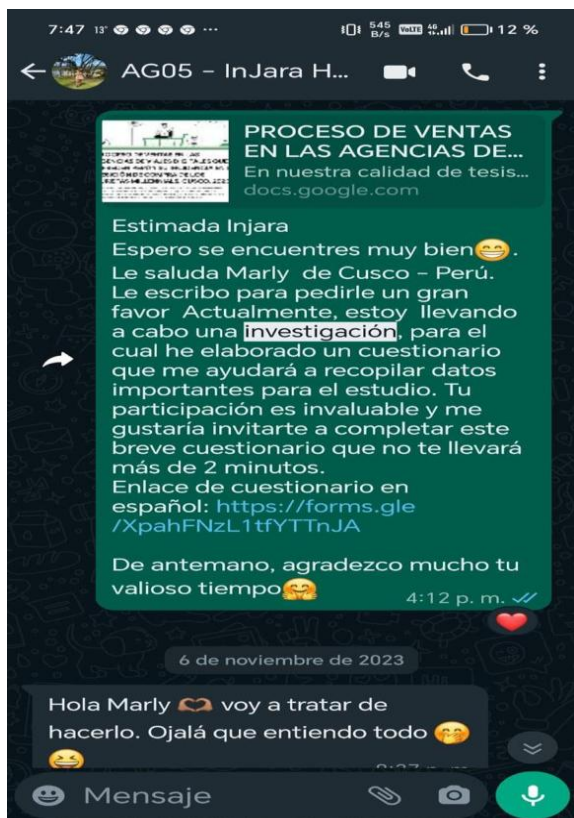 7:47 13° ... 545 B/s VoLTE 4G 12 %
AG05 – InJara H...
PROCESO DE VENTAS
EN LAS AGENCIAS DE...
En nuestra calidad de tesis...
docs.google.com
Estimada Injara
Espero se encuentres muy bien😁.
Le saluda Marly de Cusco – Perú.
Le escribo para pedirle un gran
favor Actualmente, estoy llevando
a cabo una investigación, para el
cual he elaborado un cuestionario
que me ayudará a recopilar datos
importantes para el estudio. Tu
participación es invaluable y me
gustaría invitarte a completar este
breve cuestionario que no te llevará
más de 2 minutos.
Enlace de cuestionario en
español: https://forms.gle
/XpahFNzL1tfYTTnJA
De antemano, agradezco mucho tu
valioso tiempo🤗
4:12 p. m.
6 de noviembre de 2023
Hola Marly 🫶🏾 voy a tratar de
hacerlo. Ojalá que entiendo todo 🤭
😆
Mensaje